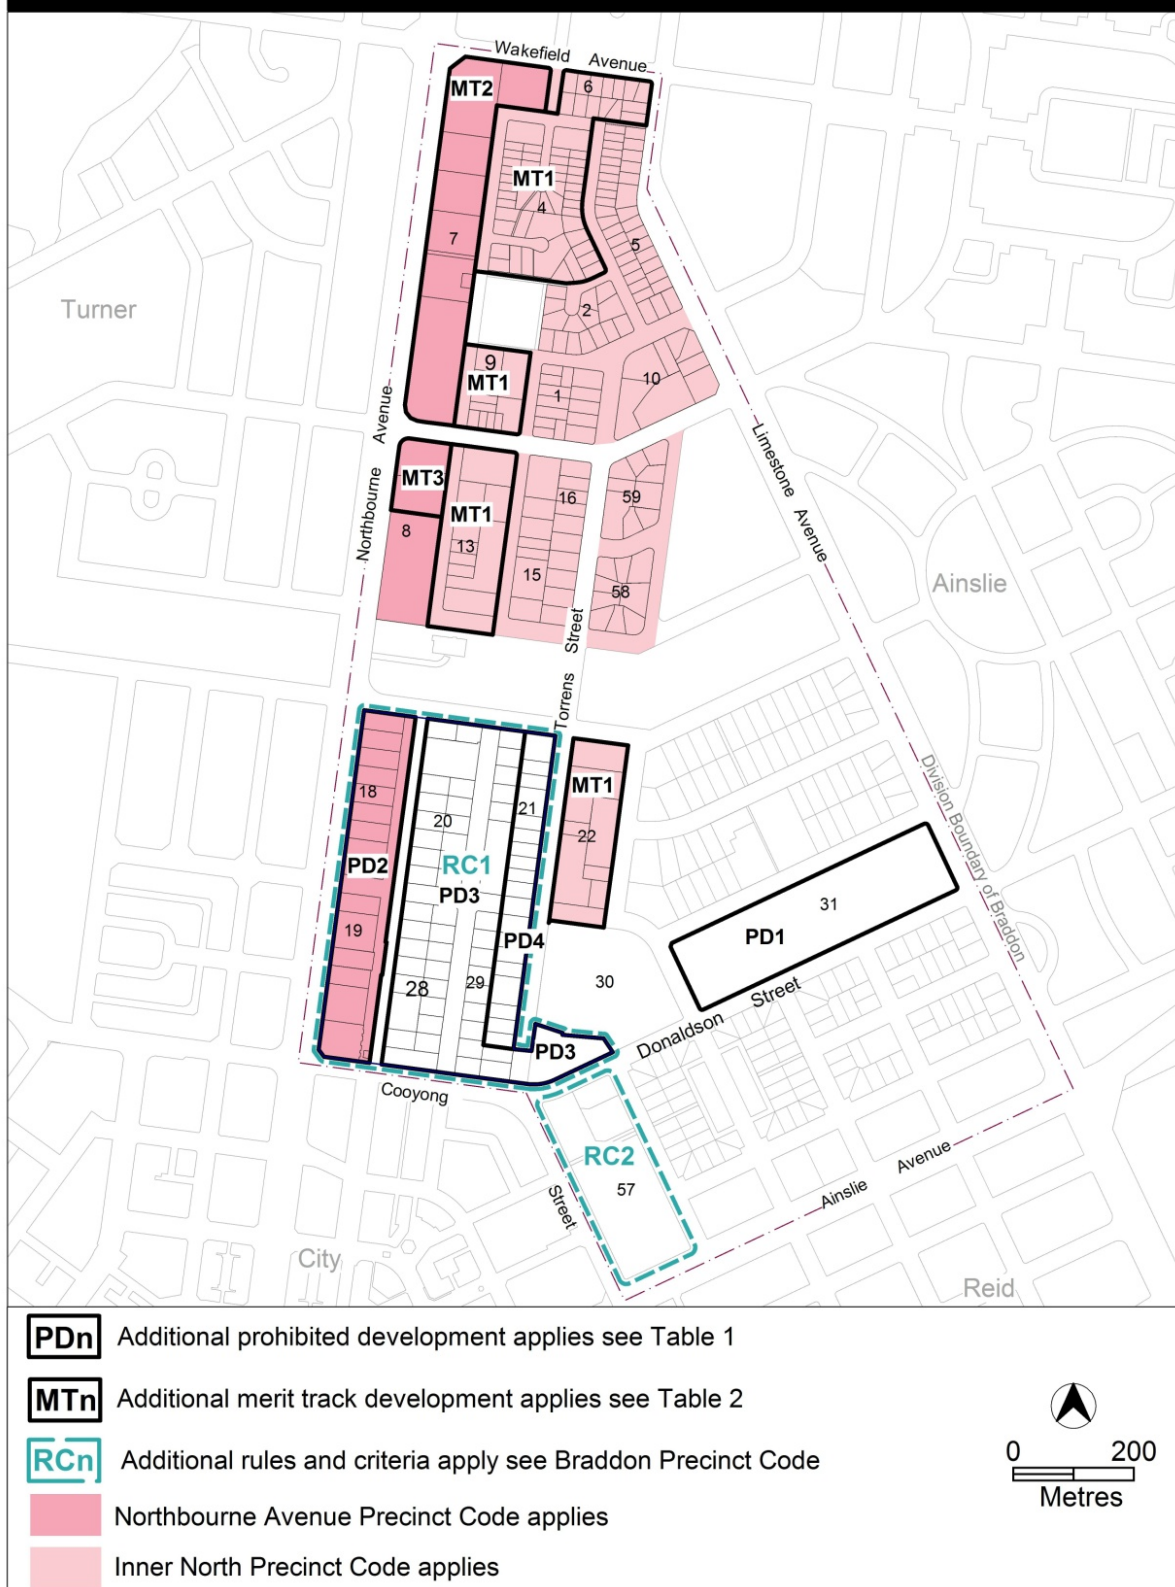 Wakefield Avenue
MT2
6
MT1
4
7
5
Turner
2
9
MT1
1
10
Northbourne Avenue
Limestone Avenue
MT3
MT1
16
59
8
13
15
58
Ainslie
Torrens Street
18
20
21
MT1
22
RC1
PD2
PD3
Division Boundary of Braddon
31
19
PD4
PD1
28
29
30
Donaldson Street
PD3
Cooyong Street
RC2
57
Ainslie Avenue
City
Reid
PDn Additional prohibited development applies see Table 1
MTn Additional merit track development applies see Table 2
RCn Additional rules and criteria apply see Braddon Precinct Code
0 200
Metres
Northbourne Avenue Precinct Code applies
Inner North Precinct Code applies